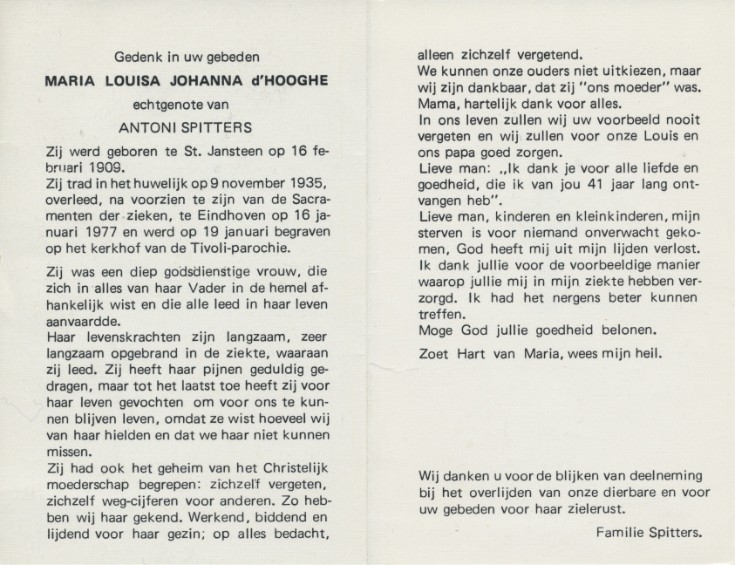 Gedenk in uw gebeden
MARIA LOUISA JOHANNA d'HOOGHE
echtgenote van
ANTONI SPITTERS
Zij werd geboren te St. Jansteen op 16 fe-
bruari 1909.
Zij trad in het huwelijk op 9 november 1935,
overleed, na voorzien te zijn van de Sacra-
menten der zieken, te Eindhoven op 16 ja-
nuari 1977 en werd op 19 januari begraven
op het kerkhof van de Tivoli-parochie.
Zij was een diep godsdienstige vrouw, die
zich in alles van haar Vader in de hemel af-
hankelijk wist en die alle leed in haar leven
aanvaardde.
Haar levenskrachten zijn langzaam, zeer
langzaam opgebrand in de ziekte, waaraan
zij leed. Zij heeft haar pijnen geduldig ge-
dragen, maar tot het laatst toe heeft zij voor
haar leven gevochten om voor ons te kun-
nen blijven leven, omdat ze wist hoeveel wij
van haar hielden en dat we haar niet kunnen
missen.
Zij had ook het geheim van het Christelijk
moederschap begrepen: zichzelf vergeten,
zichzelf weg-cijferen voor anderen. Zo heb-
ben wij haar gekend. Werkend, biddend en
lijdend voor haar gezin; op alles bedacht,
alleen zichzelf vergetend.
We kunnen onze ouders niet uitkiezen, maar
wij zijn dankbaar, dat zij "ons moeder" was.
Mama, hartelijk dank voor alles.
In ons leven zullen wij uw voorbeeld nooit
vergeten en wij zullen voor onze Louis en
ons papa goed zorgen.
Lieve man: „Ik dank je voor alle liefde en
goedheid, die ik van jou 41 jaar lang ont-
vangen heb".
Lieve man, kinderen en kleinkinderen, mijn
sterven is voor niemand onverwacht geko-
men, God heeft mij uit mijn lijden verlost.
Ik dank jullie voor de voorbeeldige manier
waarop jullie mij in mijn ziekte hebben ver-
zorgd. Ik had het nergens beter kunnen
treffen.
Moge God jullie goedheid belonen.
Zoet Hart van Maria, wees mijn heil.
Wij danken u voor de blijken van deelneming
bij het overlijden van onze dierbare en voor
uw gebeden voor haar zielerust.
Familie Spitters.